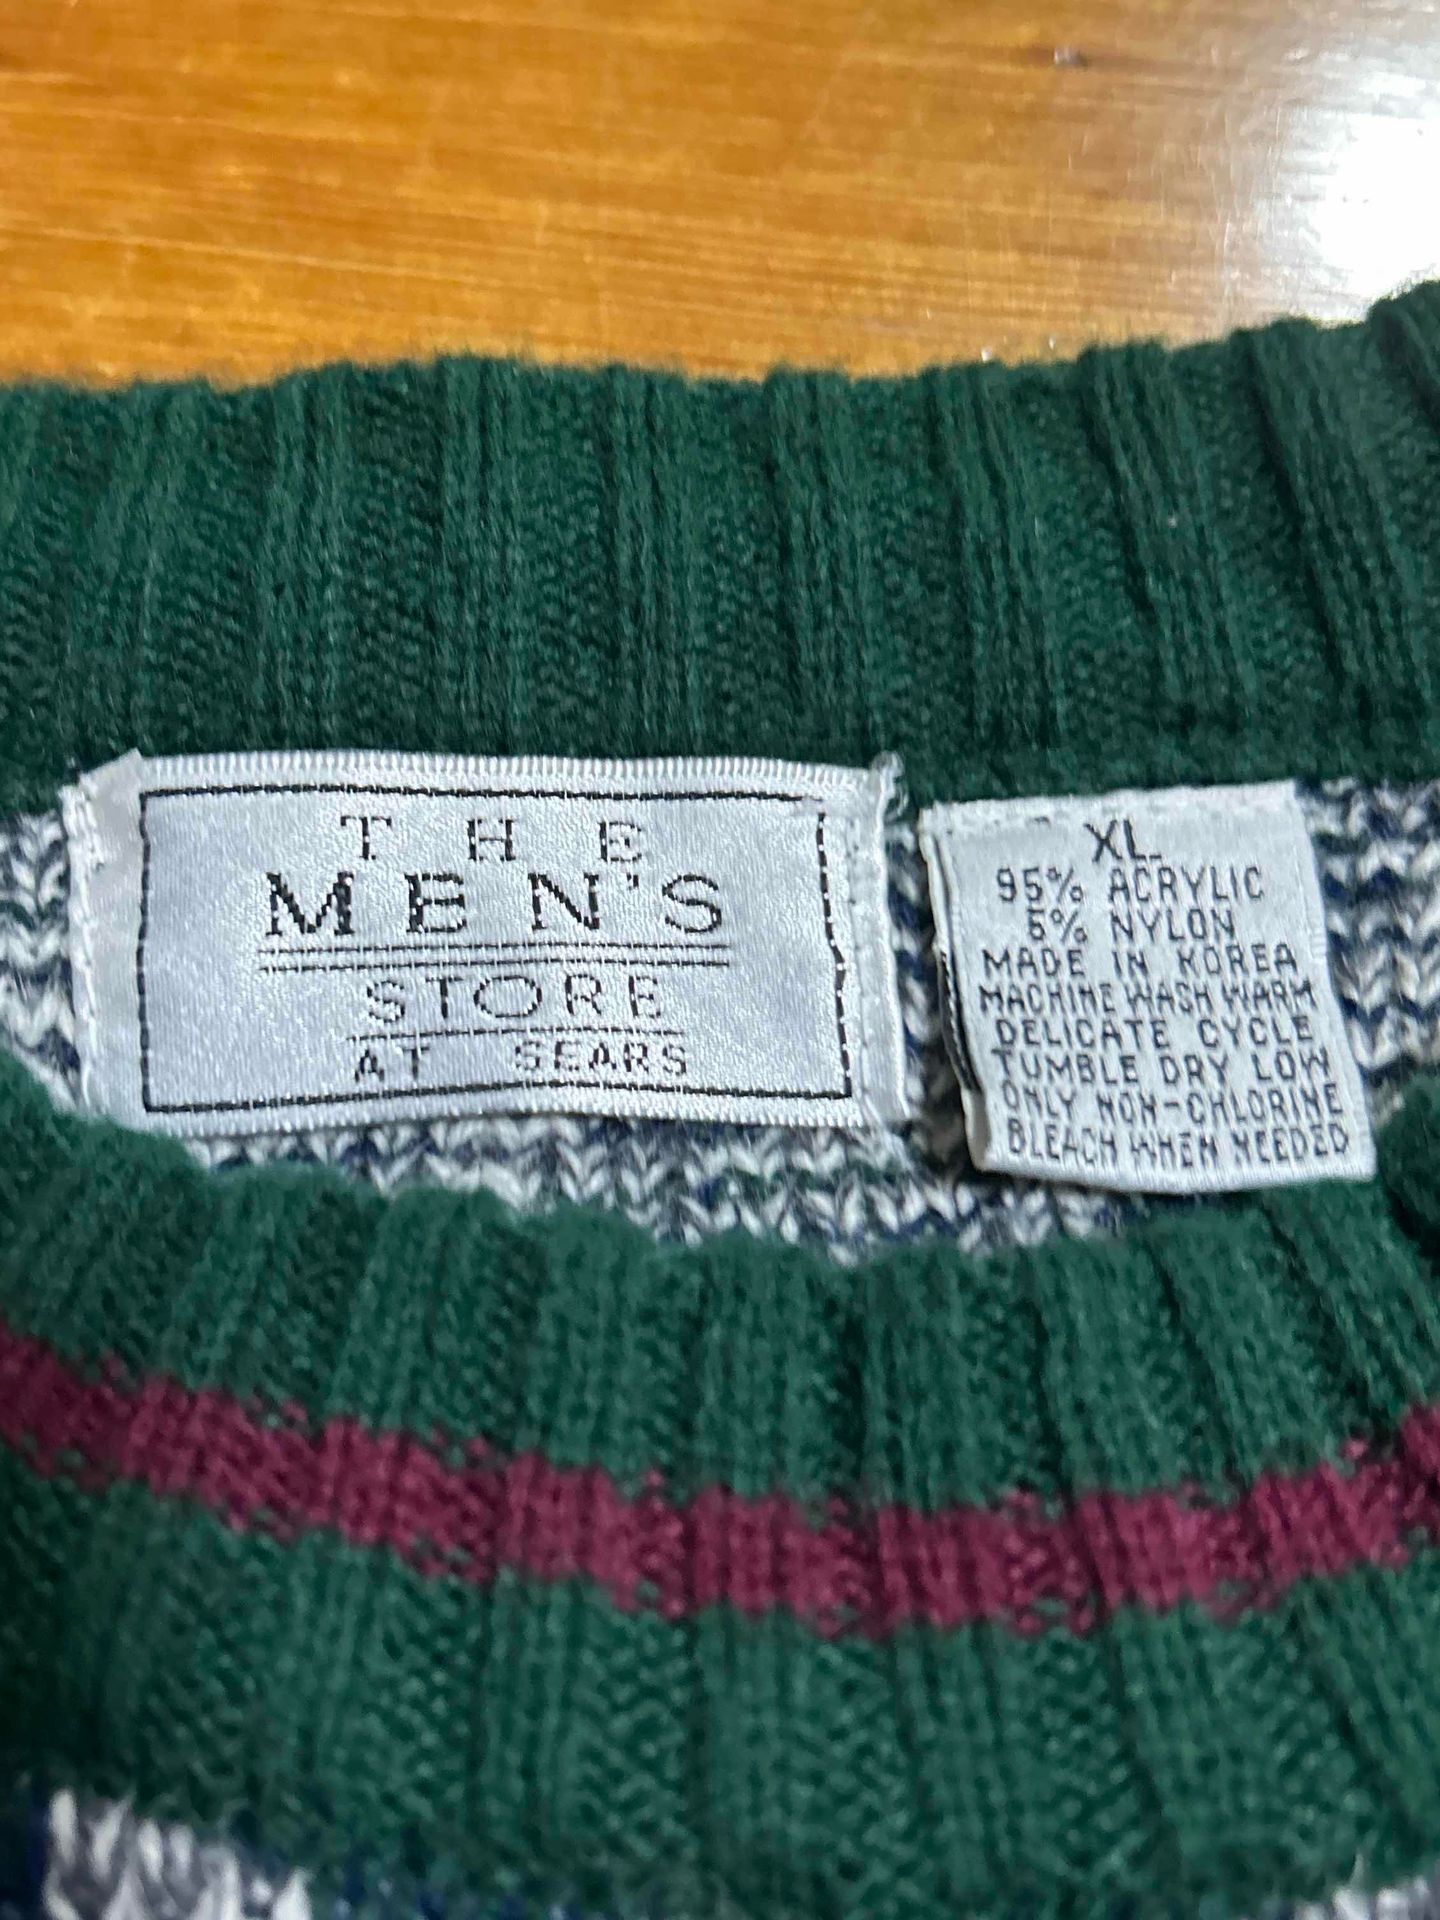 THE
MEN'S
STORE
AT SEARS
XL
95% ACRYLIC
5% NYLON
MADE IN KOREA
MACHINE WASH WARM
DELICATE CYCLE
TUMBLE DRY LOW
ONLY NON-CHLORINE
BLEACH WHEN NEEDED